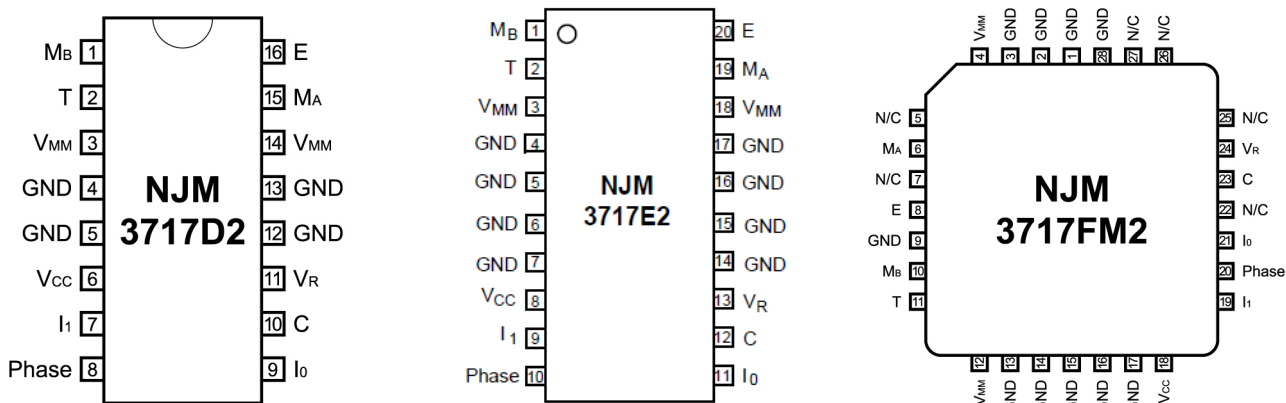 MB 1 16 E
T 2 15 MA
VMM 3 14 VMM
GND 4 13 GND
GND 5 12 GND
VCC 6 11 VR
I1 7 10 C
Phase 8 9 I0
NJM
3717D2
MB 1 20 E
T 2 19 MA
VMM 3 18 VMM
GND 4 17 GND
GND 5 16 GND
GND 6 15 GND
GND 7 14 GND
VCC 8 13 VR
I1 9 12 C
Phase 10 11 I0
NJM
3717E2
VMM GND GND GND GND N/C N/C
4 3 2 1 28 27 26
N/C 5 25 N/C
MA 6 24 VR
N/C 7 23 C
E 8 22 N/C
GND 9 21 I0
MB 10 20 Phase
T 11 19 I1
NJM
3717FM2
12 13 14 15 16 17 18
VMM GND GND GND GND GND VCC